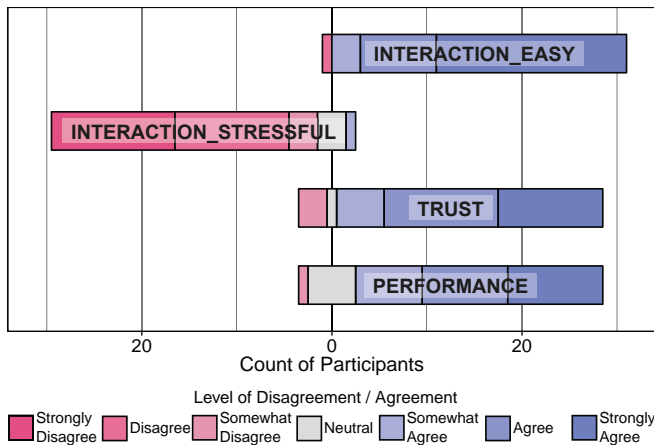 INTERACTION_EASY
INTERACTION_STRESSFUL
TRUST
PERFORMANCE
20 0 20
Count of Participants
Level of Disagreement / Agreement
Strongly Disagree
Disagree
Somewhat Disagree
Neutral
Somewhat Agree
Agree
Strongly Agree